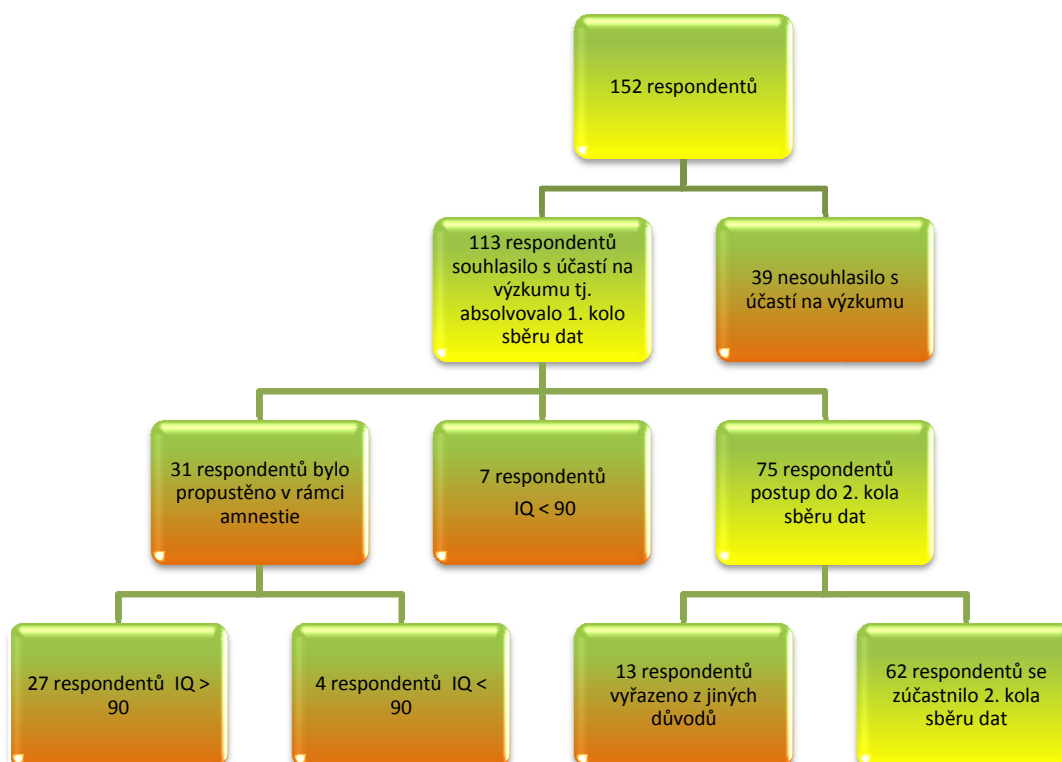 152 respondentů
113 respondentů
souhlasilo s účastí na
výzkumu tj.
absolvovalo 1. kolo
sběru dat
39 nesouhlasilo s
účastí na výzkumu
31 respondentů bylo
propustěno v rámci
amnestie
7 respondentů
IQ < 90
75 respondentů
postup do 2. kola
sběru dat
27 respondentů IQ >
90
4 respondentů IQ <
90
13 respondentů
vyřazeno z jiných
důvodů
62 respondentů se
zúčastnilo 2. kola
sběru dat